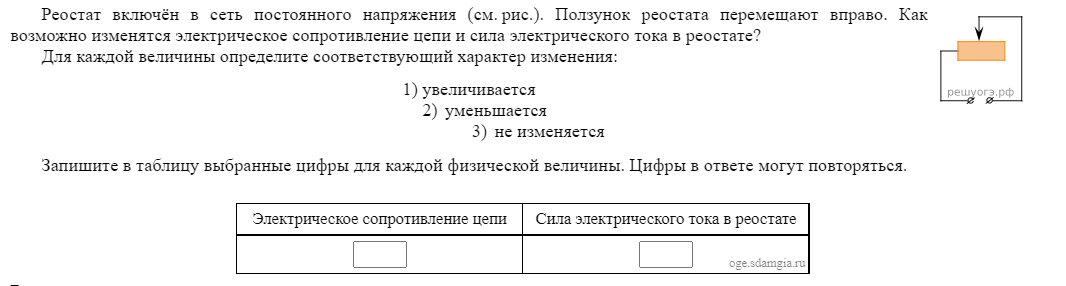 Реостат включён в сеть постоянного напряжения (см. рис.). Ползунок реостата перемещают вправо. Как
возможно изменятся электрическое сопротивление цепи и сила электрического тока в реостате?
Для каждой величины определите соответствующий характер изменения:
1) увеличивается
2) уменьшается
3) не изменяется
Запишите в таблицу выбранные цифры для каждой физической величины. Цифры в ответе могут повторяться.
решуогэ.рф
Электрическое сопротивление цепи Сила электрического тока в реостате
oge.sdamgia.ru